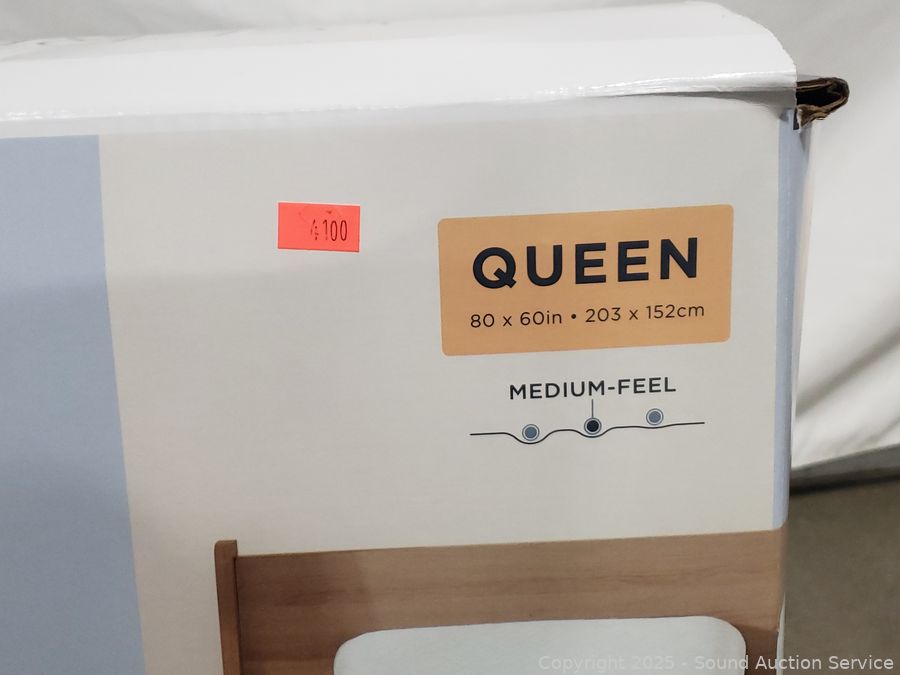 4100
QUEEN
80 x 60in • 203 x 152cm
MEDIUM-FEEL
Copyright 2025 - Sound Auction Service